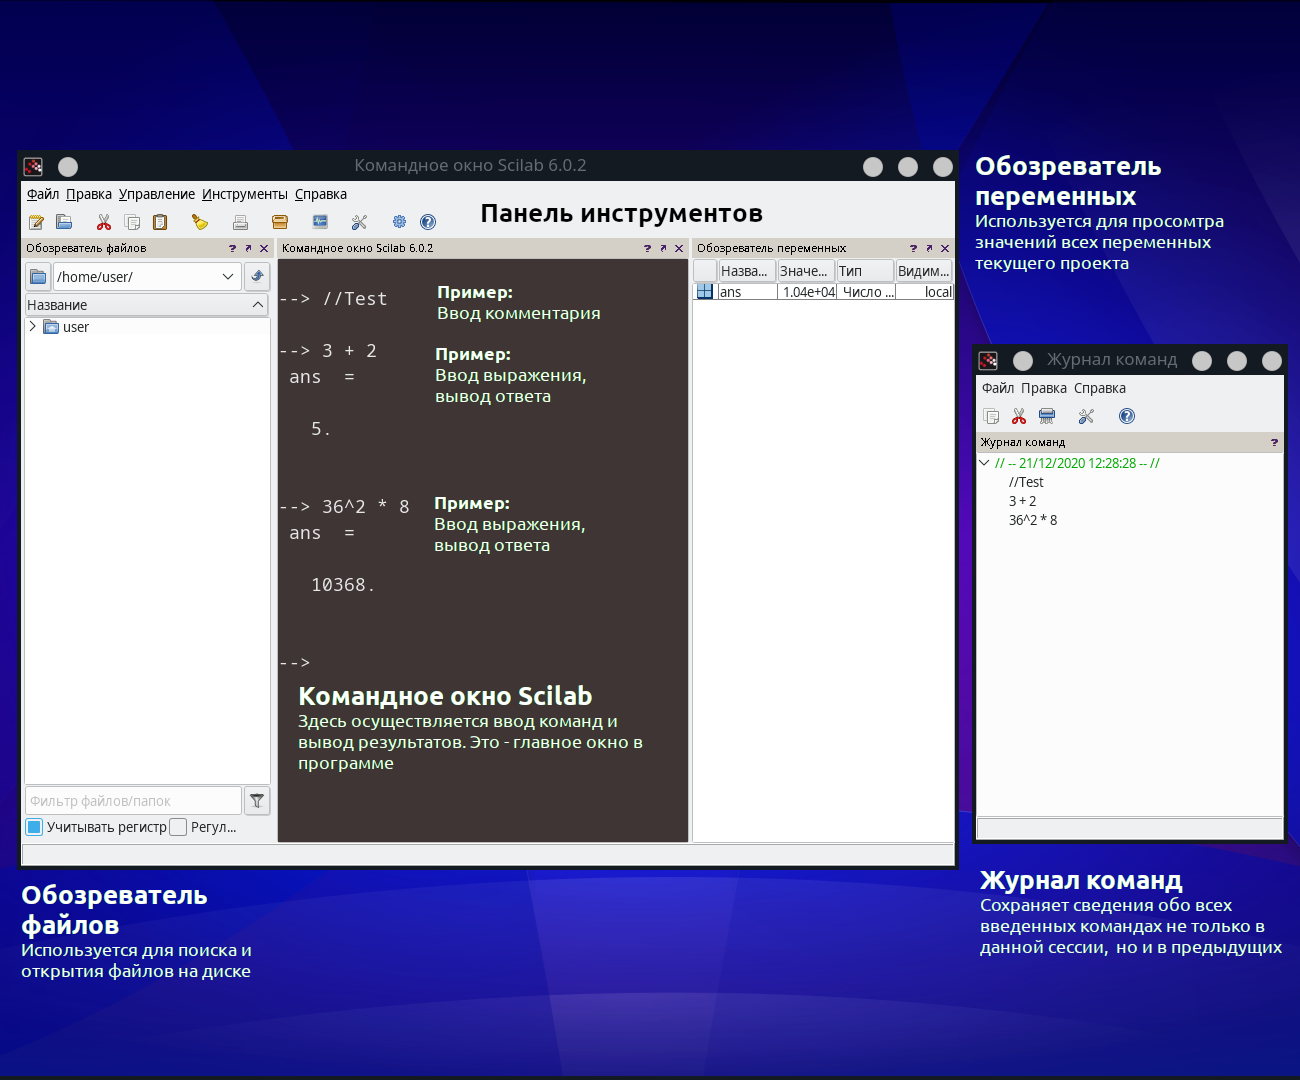 Командное окно Scilab 6.0.2
Файл Правка Управление Инструменты Справка
Панель инструментов
Обозреватель файлов
/home/user/
Название
user
Фильтр файлов/папок
Учитывать регистр Регул...
Командное окно Scilab 6.0.2
--> //Test
Пример:
Ввод комментария
--> 3 + 2
ans =
5.
Пример:
Ввод выражения,
вывод ответа
--> 36^2 * 8
ans =
10368.
Пример:
Ввод выражения,
вывод ответа
-->
Командное окно Scilab
Здесь осуществляется ввод команд и
вывод результатов. Это - главное окно в
программе
Обозреватель переменных
Назва... Значе... Тип Видим...
ans 1.04e+04 Число ... local
Обозреватель
переменных
Используется для просомтра
значений всех переменных
текущего проекта
Журнал команд
Файл Правка Справка
Журнал команд
// -- 21/12/2020 12:28:28 -- //
//Test
3 + 2
36^2 * 8
Обозреватель
файлов
Используется для поиска и
открытия файлов на диске
Журнал команд
Сохраняет сведения обо всех
введенных командах не только в
данной сессии, но и в предыдущих